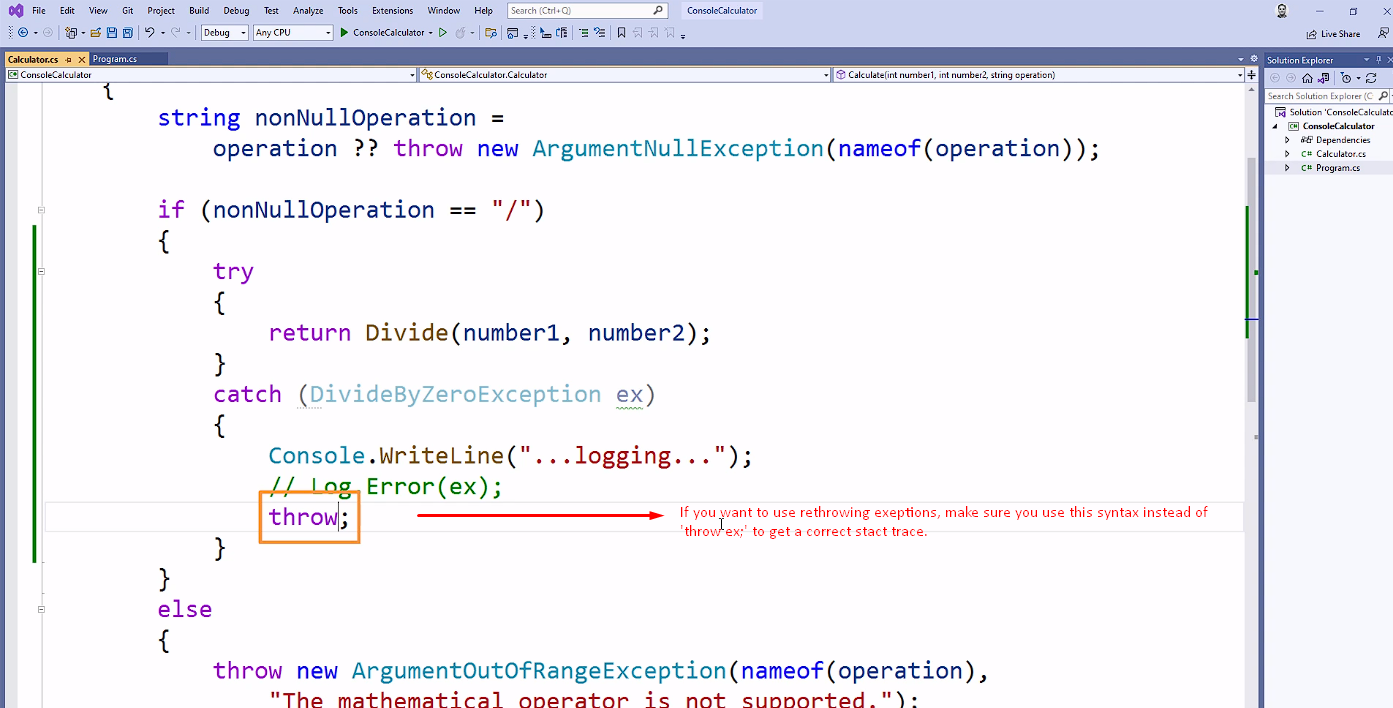 File Edit View Git Project Build Debug Test Analyze Tools Extensions Window Help Search (Ctrl+Q) ConsoleCalculator
Debug Any CPU ConsoleCalculator Live Share
Calculator.cs Program.cs
ConsoleCalculator ConsoleCalculator.Calculator Calculate(int number1, int number2, string operation)
{
string nonNullOperation =
operation ?? throw new ArgumentNullException(nameof(operation));
if (nonNullOperation == "/")
{
try
{
return Divide(number1, number2);
}
catch (DivideByZeroException ex)
{
Console.WriteLine("...logging...");
// Log Error(ex);
throw;
If you want to use rethrowing exeptions, make sure you use this syntax instead of
'throw ex;' to get a correct stact trace.
}
}
else
{
throw new ArgumentOutOfRangeException(nameof(operation),
"The mathematical operator is not supported.");
Solution Explorer
Search Solution Explorer (C
Solution 'ConsoleCalculato
C# ConsoleCalculator
Dependencies
C# Calculator.cs
C# Program.cs